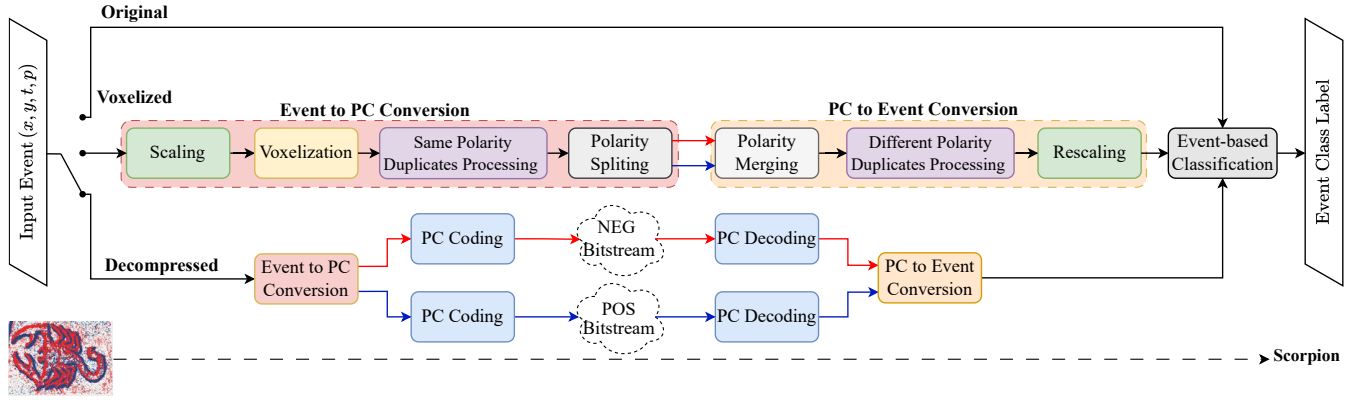 Original
Input Event (x, y, t, p)
Voxelized
Event to PC Conversion
PC to Event Conversion
Scaling
Voxelization
Same Polarity
Duplicates Processing
Polarity
Spliting
Polarity
Merging
Different Polarity
Duplicates Processing
Rescaling
Event-based
Classification
Event Class Label
Decompressed
Event to PC
Conversion
PC Coding
NEG
Bitstream
PC Decoding
PC Coding
POS
Bitstream
PC Decoding
PC to Event
Conversion
Scorpion